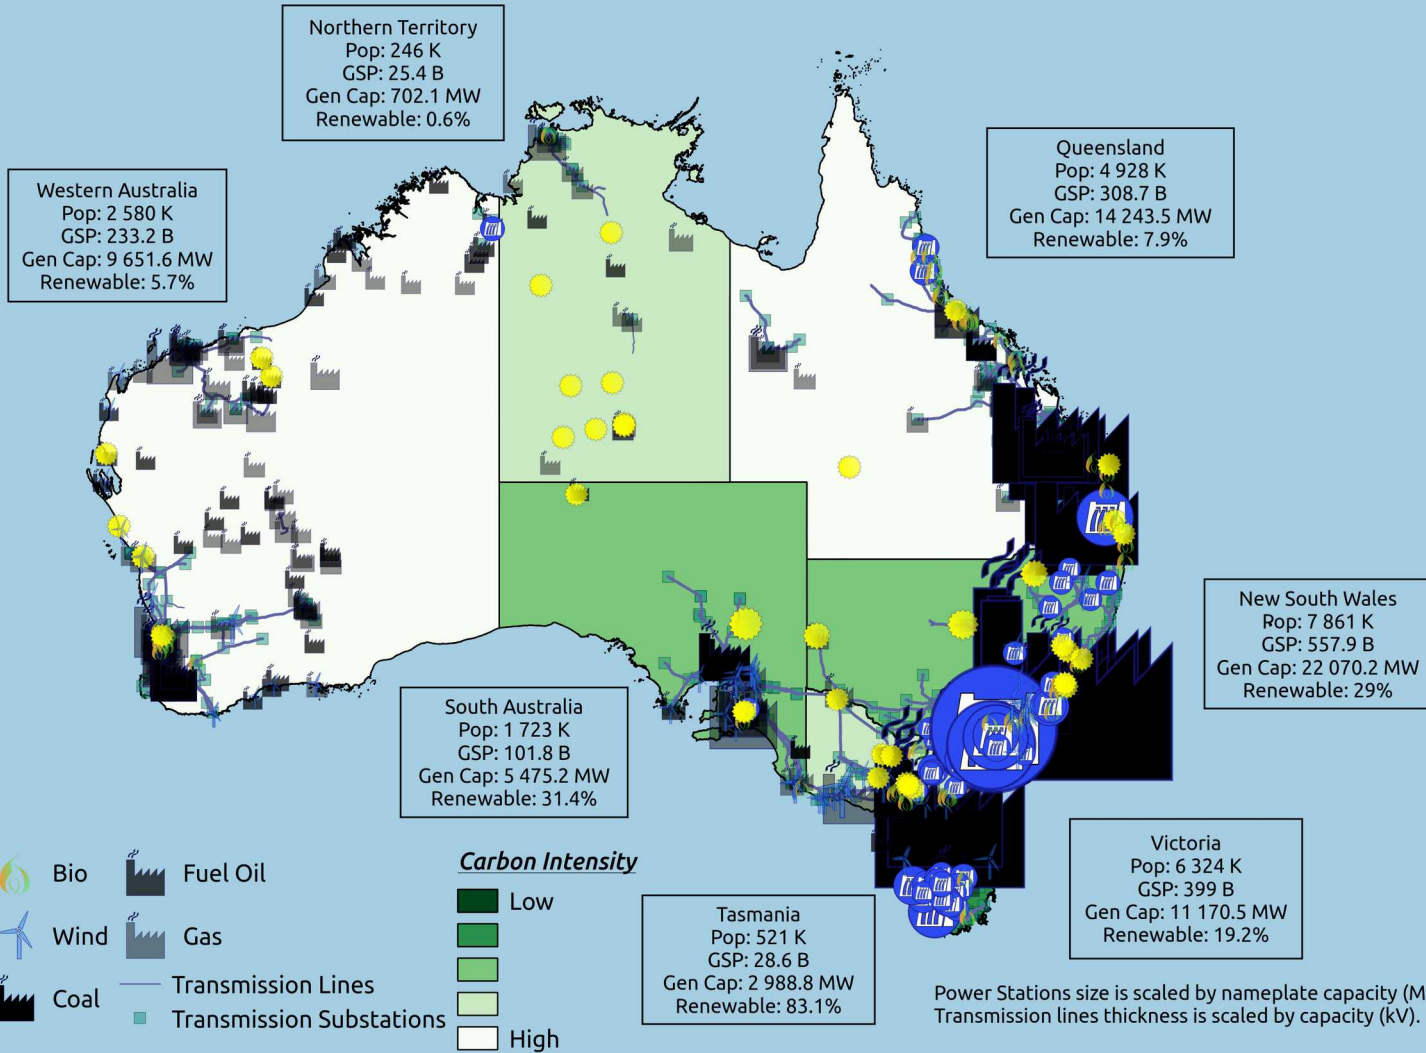 Northern Territory
Pop: 246 K
GSP: 25.4 B
Gen Cap: 702.1 MW
Renewable: 0.6%
Queensland
Pop: 4 928 K
GSP: 308.7 B
Gen Cap: 14 243.5 MW
Renewable: 7.9%
Western Australia
Pop: 2 580 K
GSP: 233.2 B
Gen Cap: 9 651.6 MW
Renewable: 5.7%
New South Wales
Pop: 7 861 K
GSP: 557.9 B
Gen Cap: 22 070.2 MW
Renewable: 29%
South Australia
Pop: 1 723 K
GSP: 101.8 B
Gen Cap: 5 475.2 MW
Renewable: 31.4%
Victoria
Pop: 6 324 K
GSP: 399 B
Gen Cap: 11 170.5 MW
Renewable: 19.2%
Tasmania
Pop: 521 K
GSP: 28.6 B
Gen Cap: 2 988.8 MW
Renewable: 83.1%
Bio
Fuel Oil
Wind
Gas
Coal
Transmission Lines
Transmission Substations
Carbon Intensity
Low
High
Power Stations size is scaled by nameplate capacity (M
Transmission lines thickness is scaled by capacity (kV).